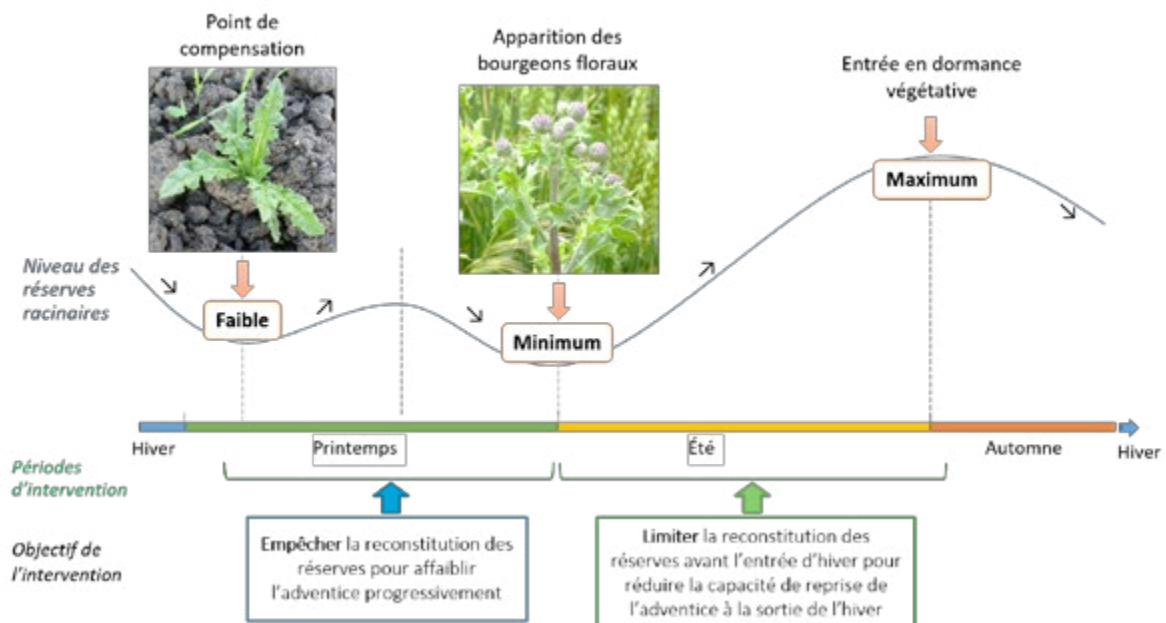 Point de
compensation
Apparition des
bourgeons floraux
Entrée en dormance
végétative
Maximum
Niveau des
réserves
racinaires
Faible
Minimum
Hiver
Printemps
Été
Automne
Hiver
Périodes
d'intervention
Objectif de
l'intervention
Empêcher la reconstitution des
réserves pour affaiblir
l'adventice progressivement
Limiter la reconstitution des
réserves avant l'entrée d'hiver pour
réduire la capacité de reprise de
l'adventice à la sortie de l'hiver